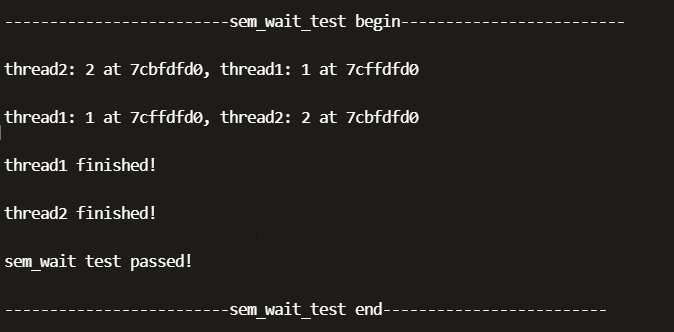 --------------------------sem_wait_test begin--------------------------
thread2: 2 at 7cbfdfd0, thread1: 1 at 7cffdfd0
thread1: 1 at 7cffdfd0, thread2: 2 at 7cbfdfd0
thread1 finished!
thread2 finished!
sem_wait test passed!
--------------------------sem_wait_test end--------------------------